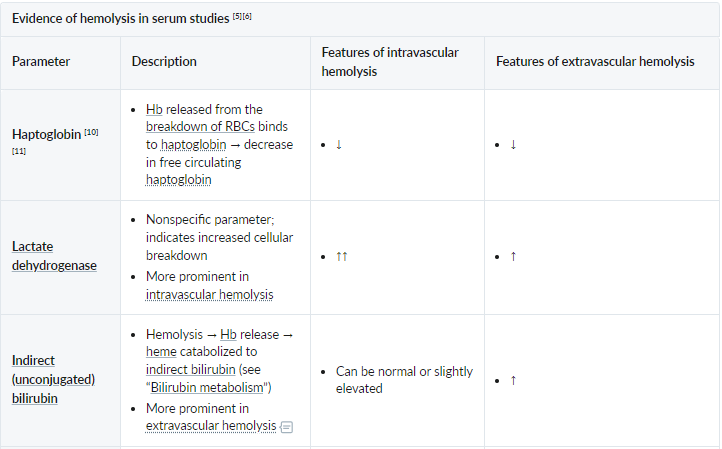 Evidence of hemolysis in serum studies [5][6]
Parameter
Description
Features of intravascular
hemolysis
Features of extravascular hemolysis
Haptoglobin [10]
[11]
• Hb released from the
breakdown of RBCs binds
to haptoglobin → decrease
in free circulating
haptoglobin
• ↓
• ↓
Lactate
dehydrogenase
• Nonspecific parameter;
indicates increased cellular
breakdown
• More prominent in
intravascular hemolysis
• ↑↑
• ↑
Indirect
(unconjugated)
bilirubin
• Hemolysis → Hb release →
heme catabolized to
indirect bilirubin (see
“Bilirubin metabolism“)
• More prominent in
extravascular hemolysis
• Can be normal or slightly
elevated
• ↑